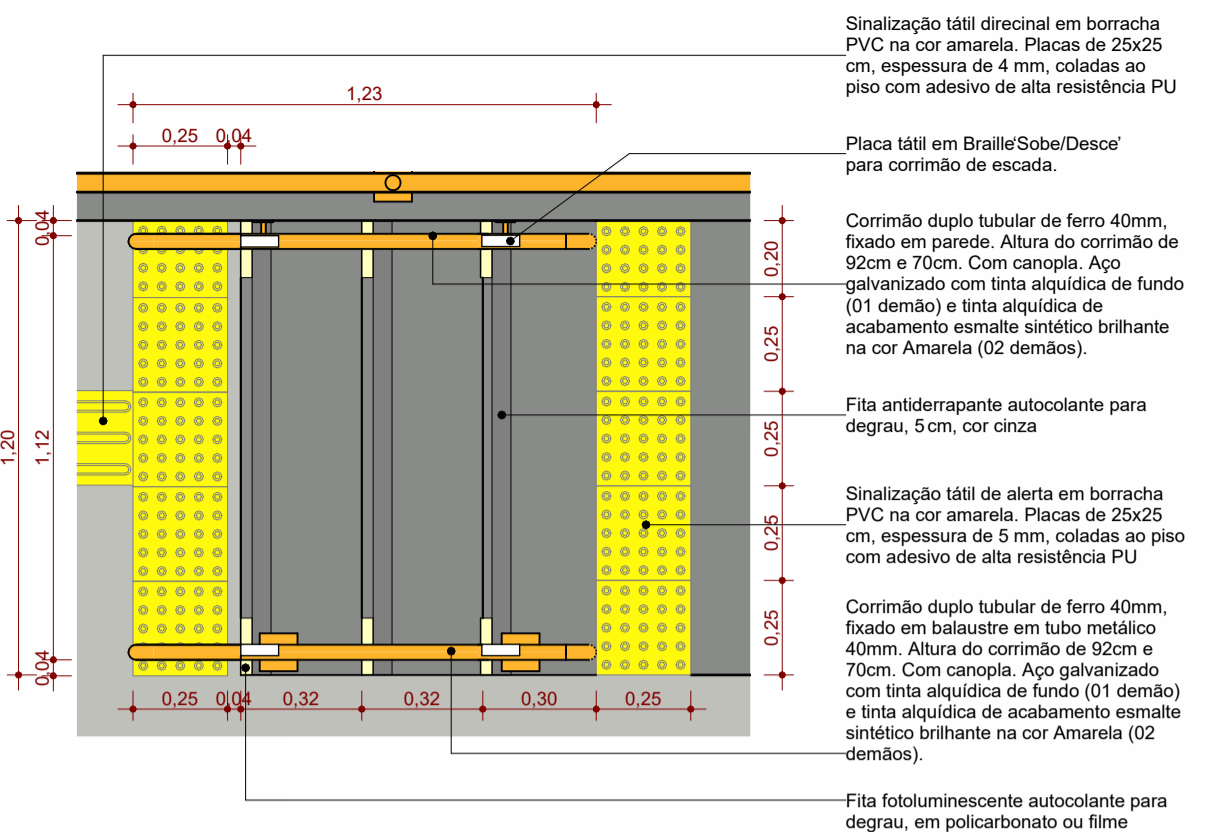 Sinalização tátil direcinal em borracha
PVC na cor amarela. Placas de 25x25
cm, espessura de 4 mm, coladas ao
piso com adesivo de alta resistência PU
1,23
0,25 0,04
Placa tátil em Braille‘Sobe/Desce’
para corrimão de escada.
Corrimão duplo tubular de ferro 40mm,
fixado em parede. Altura do corrimão de
92cm e 70cm. Com canopla. Aço
galvanizado com tinta alquídica de fundo
(01 demão) e tinta alquídica de
acabamento esmalte sintético brilhante
na cor Amarela (02 demãos).
0,04
0,20
0,25
Fita antiderrapante autocolante para
degrau, 5 cm, cor cinza
1,20
1,12
0,25
Sinalização tátil de alerta em borracha
PVC na cor amarela. Placas de 25x25
cm, espessura de 5 mm, coladas ao piso
com adesivo de alta resistência PU
0,25
0,25
0,04
Corrimão duplo tubular de ferro 40mm,
fixado em balaustre em tubo metálico
40mm. Altura do corrimão de 92cm e
70cm. Com canopla. Aço galvanizado
com tinta alquídica de fundo (01 demão)
e tinta alquídica de acabamento esmalte
sintético brilhante na cor Amarela (02
demãos).
0,25 0,04 0,32 0,32 0,30 0,25
Fita fotoluminescente autocolante para
degrau, em policarbonato ou filme